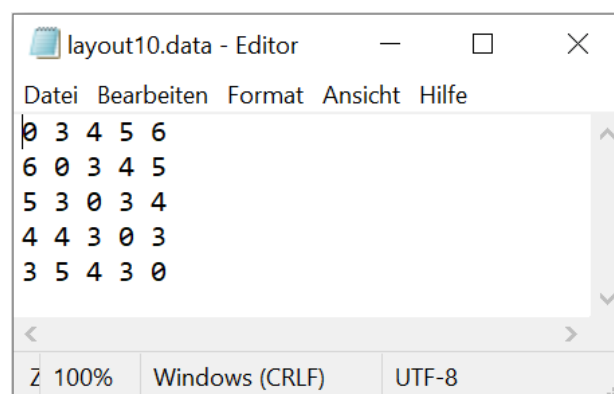 layout10.data - Editor
Datei Bearbeiten Format Ansicht Hilfe
0 3 4 5 6
6 0 3 4 5
5 3 0 3 4
4 4 3 0 3
3 5 4 3 0
Z 100% Windows (CRLF) UTF-8